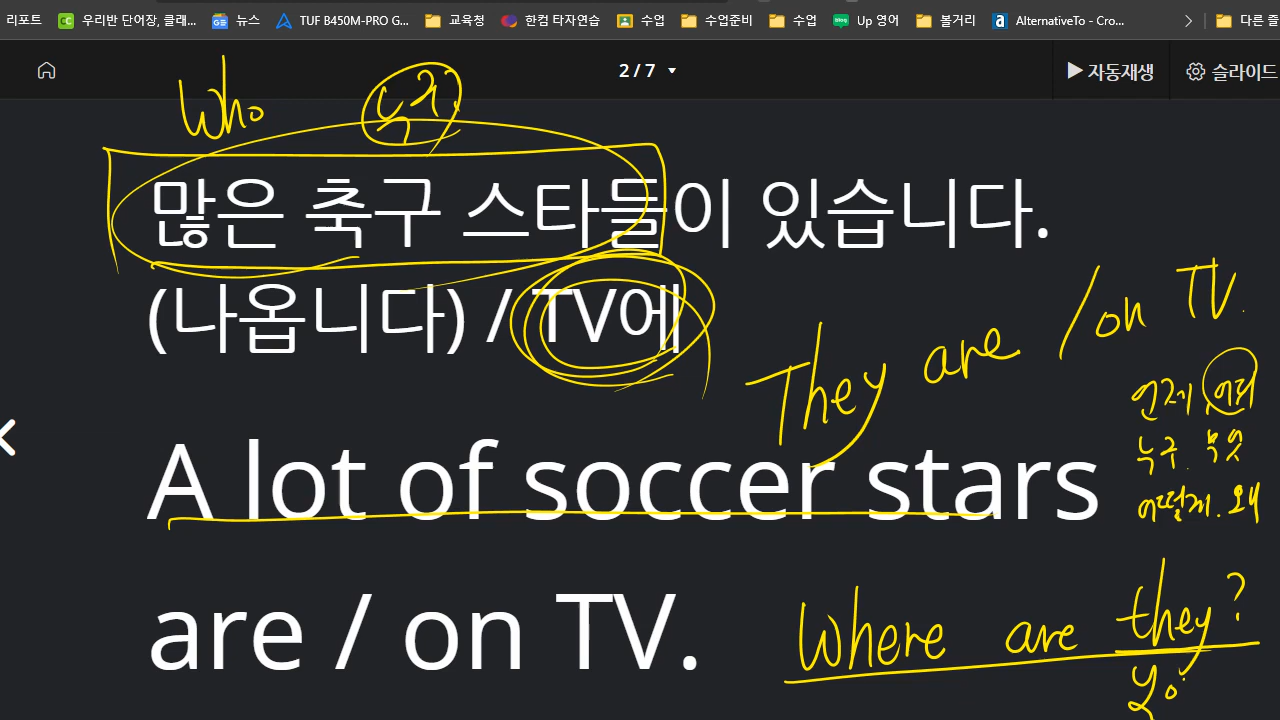 리포트 우리반 단어장, 클래... 뉴스 TUF B450M-PRO G... 교육청 한컴 타자연습 수업 수업준비 수업 Up 영어 볼거리 AlternativeTo - Cro... 다른 즐
2 / 7 자동재생 슬라이드
Who 누가
많은 축구 스타들이 있습니다.
(나옵니다) / TV에
They are / on TV.
언제 어디
누구 무엇
어떻게. 왜
A lot of soccer stars
are / on TV.
Where are they?